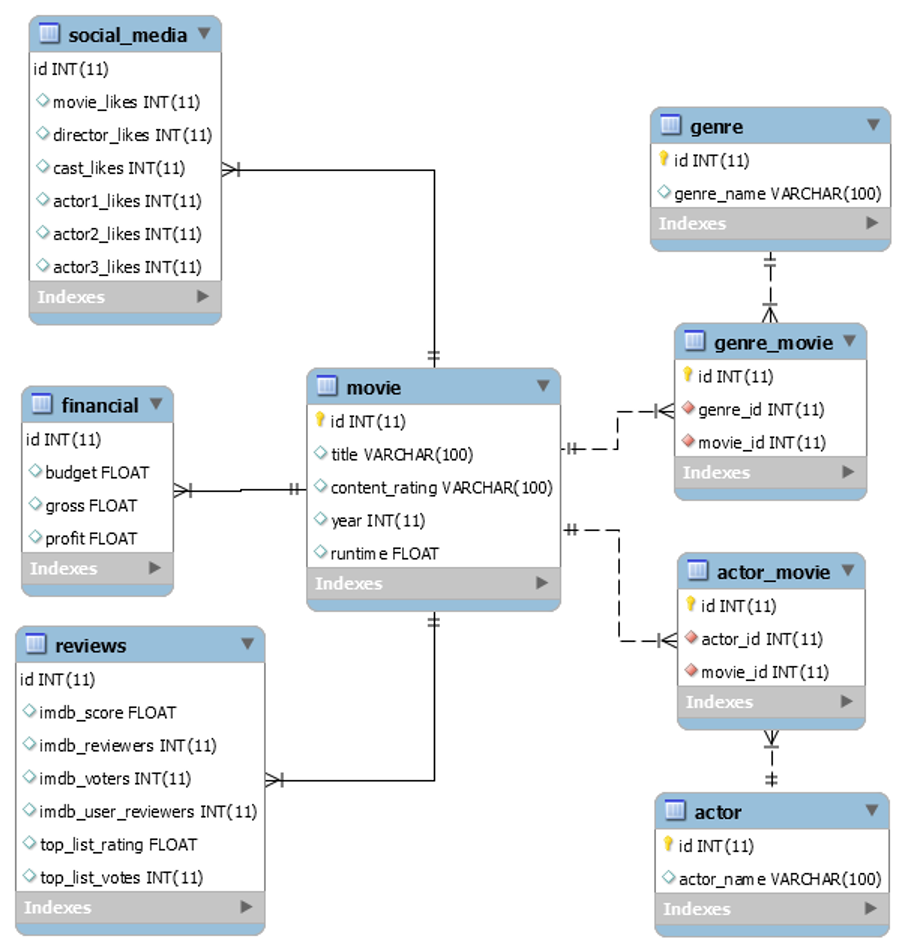 social_media
id INT(11)
movie_likes INT(11)
director_likes INT(11)
cast_likes INT(11)
actor1_likes INT(11)
actor2_likes INT(11)
actor3_likes INT(11)
Indexes
financial
id INT(11)
budget FLOAT
gross FLOAT
profit FLOAT
Indexes
reviews
id INT(11)
imdb_score FLOAT
imdb_reviewers INT(11)
imdb_voters INT(11)
imdb_user_reviewers INT(11)
top_list_rating FLOAT
top_list_votes INT(11)
Indexes
movie
id INT(11)
title VARCHAR(100)
content_rating VARCHAR(100)
year INT(11)
runtime FLOAT
Indexes
genre
id INT(11)
genre_name VARCHAR(100)
Indexes
genre_movie
id INT(11)
genre_id INT(11)
movie_id INT(11)
Indexes
actor_movie
id INT(11)
actor_id INT(11)
movie_id INT(11)
Indexes
actor
id INT(11)
actor_name VARCHAR(100)
Indexes